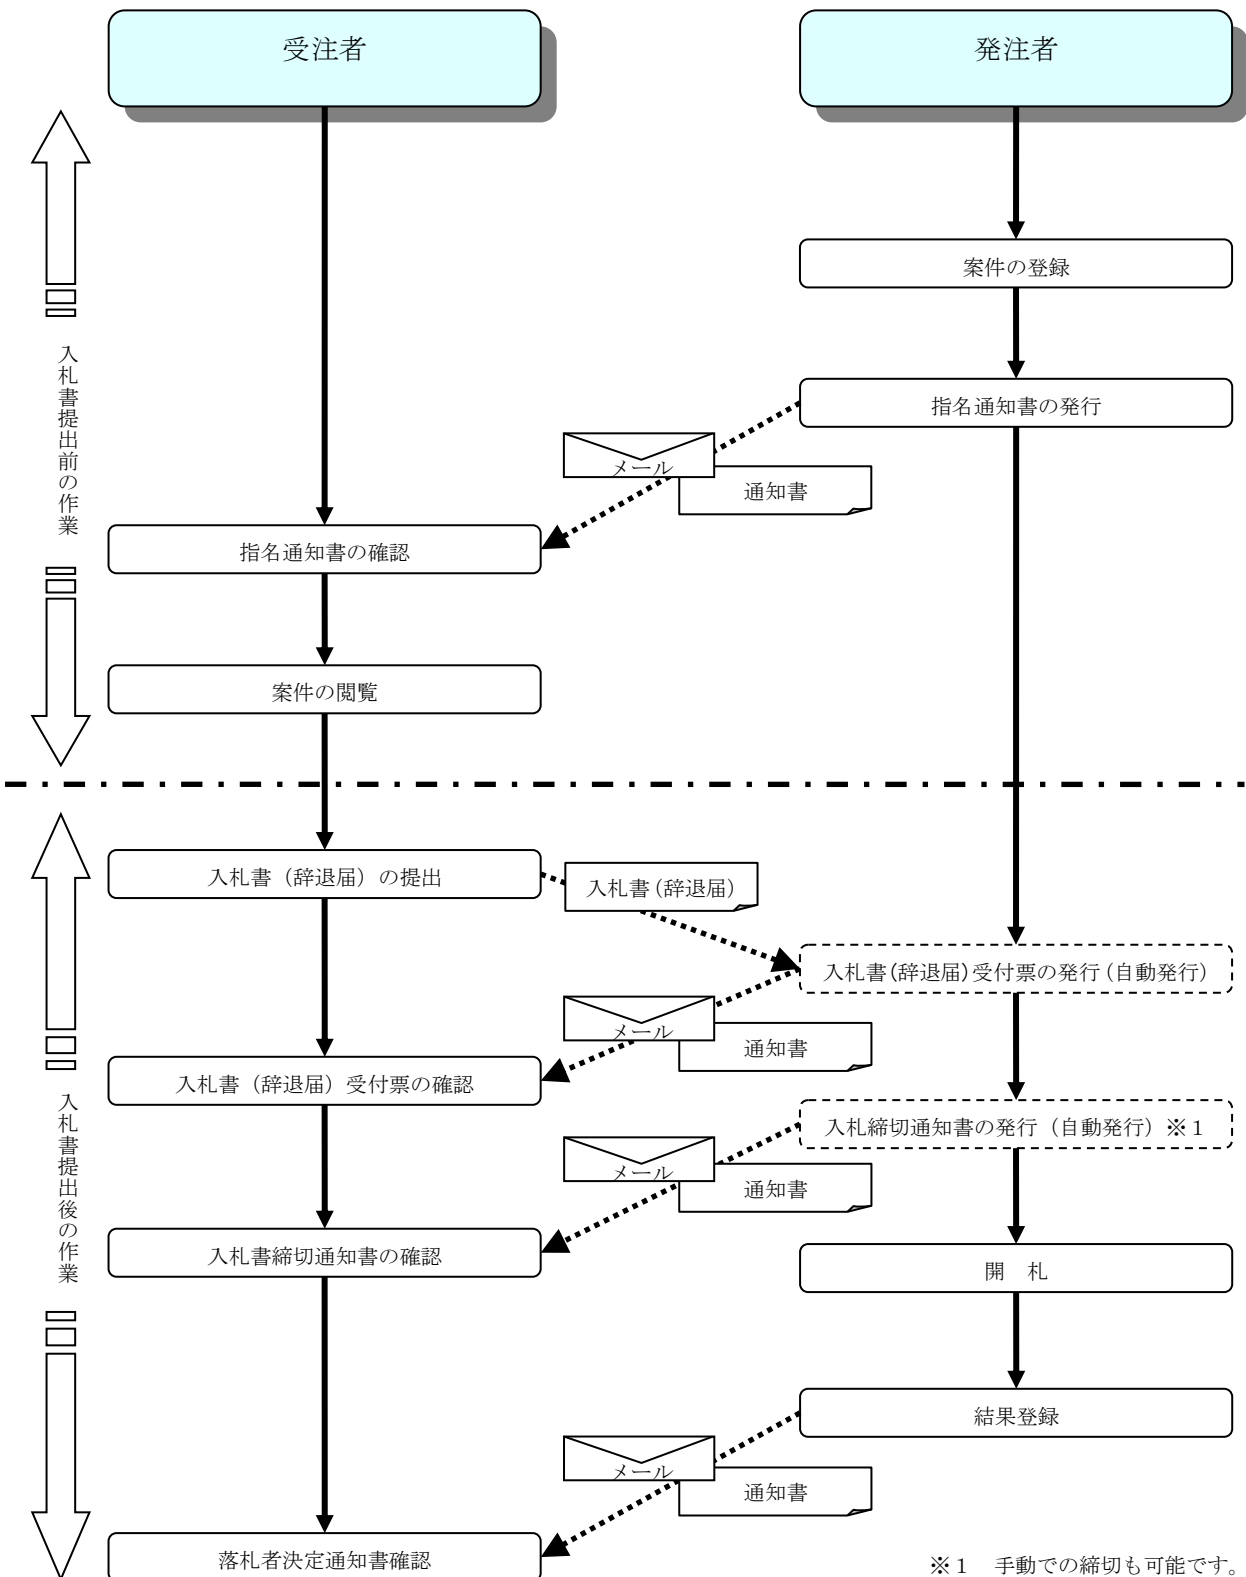 受注者
発注者
案件の登録
指名通知書の発行
メール
通知書
入札書提出前の作業
指名通知書の確認
案件の閲覧
入札書（辞退届）の提出
入札書(辞退届)
入札書(辞退届)受付票の発行(自動発行)
メール
通知書
入札書（辞退届）受付票の確認
入札締切通知書の発行（自動発行）※１
メール
通知書
入札書提出後の作業
入札書締切通知書の確認
開　札
結果登録
メール
通知書
落札者決定通知書確認
※１　手動での締切も可能です。